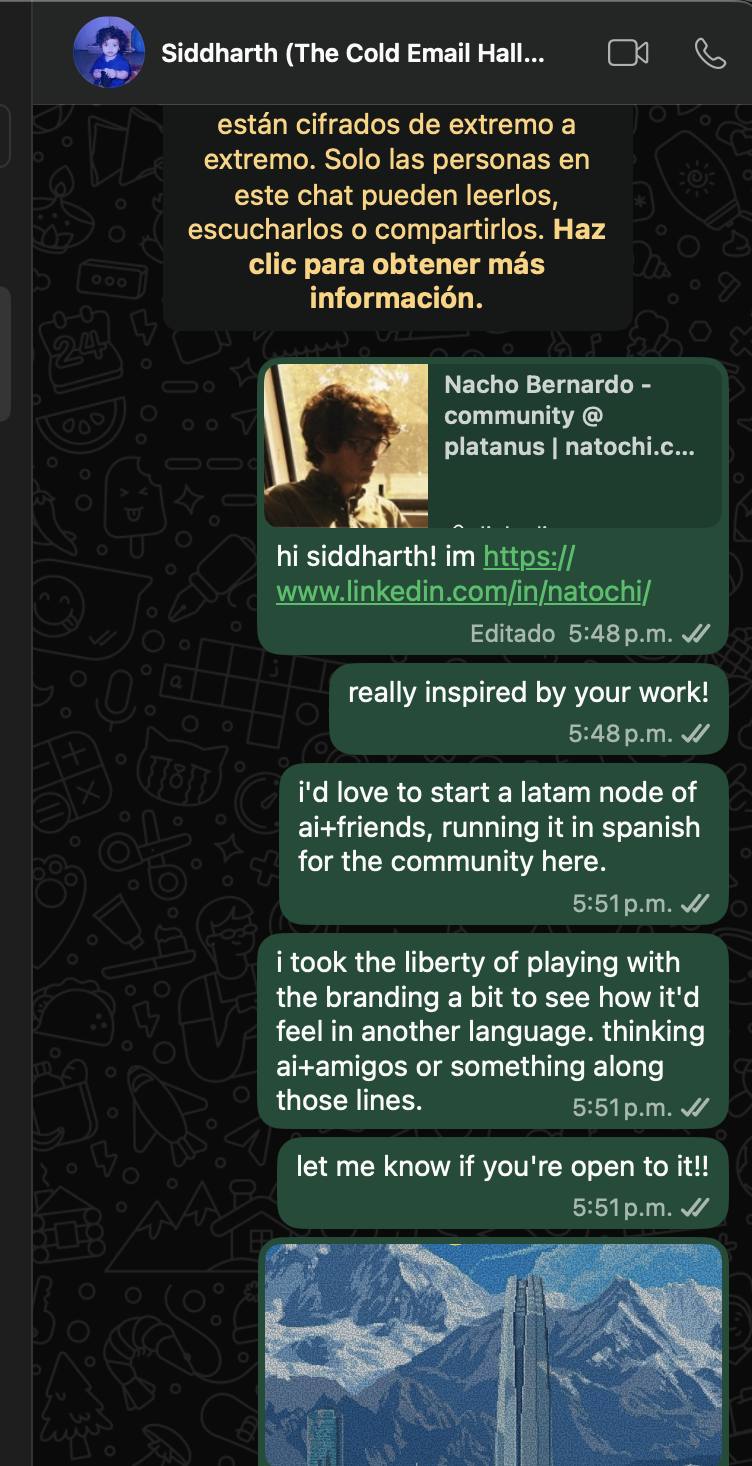 Siddharth (The Cold Email Hall...
están cifrados de extremo a
extremo. Solo las personas en
este chat pueden leerlos,
escucharlos o compartirlos. Haz
clic para obtener más
información.
24
Nacho Bernardo -
community @
platanus | natochi.c...
hi siddharth! im https://
www.linkedin.com/in/natochi/
Editado 5:48 p.m.
really inspired by your work!
5:48 p.m.
i'd love to start a latam node of
ai+friends, running it in spanish
for the community here.
5:51 p.m.
i took the liberty of playing with
the branding a bit to see how it'd
feel in another language. thinking
ai+amigos or something along
those lines.
5:51 p.m.
let me know if you're open to it!!
5:51 p.m.